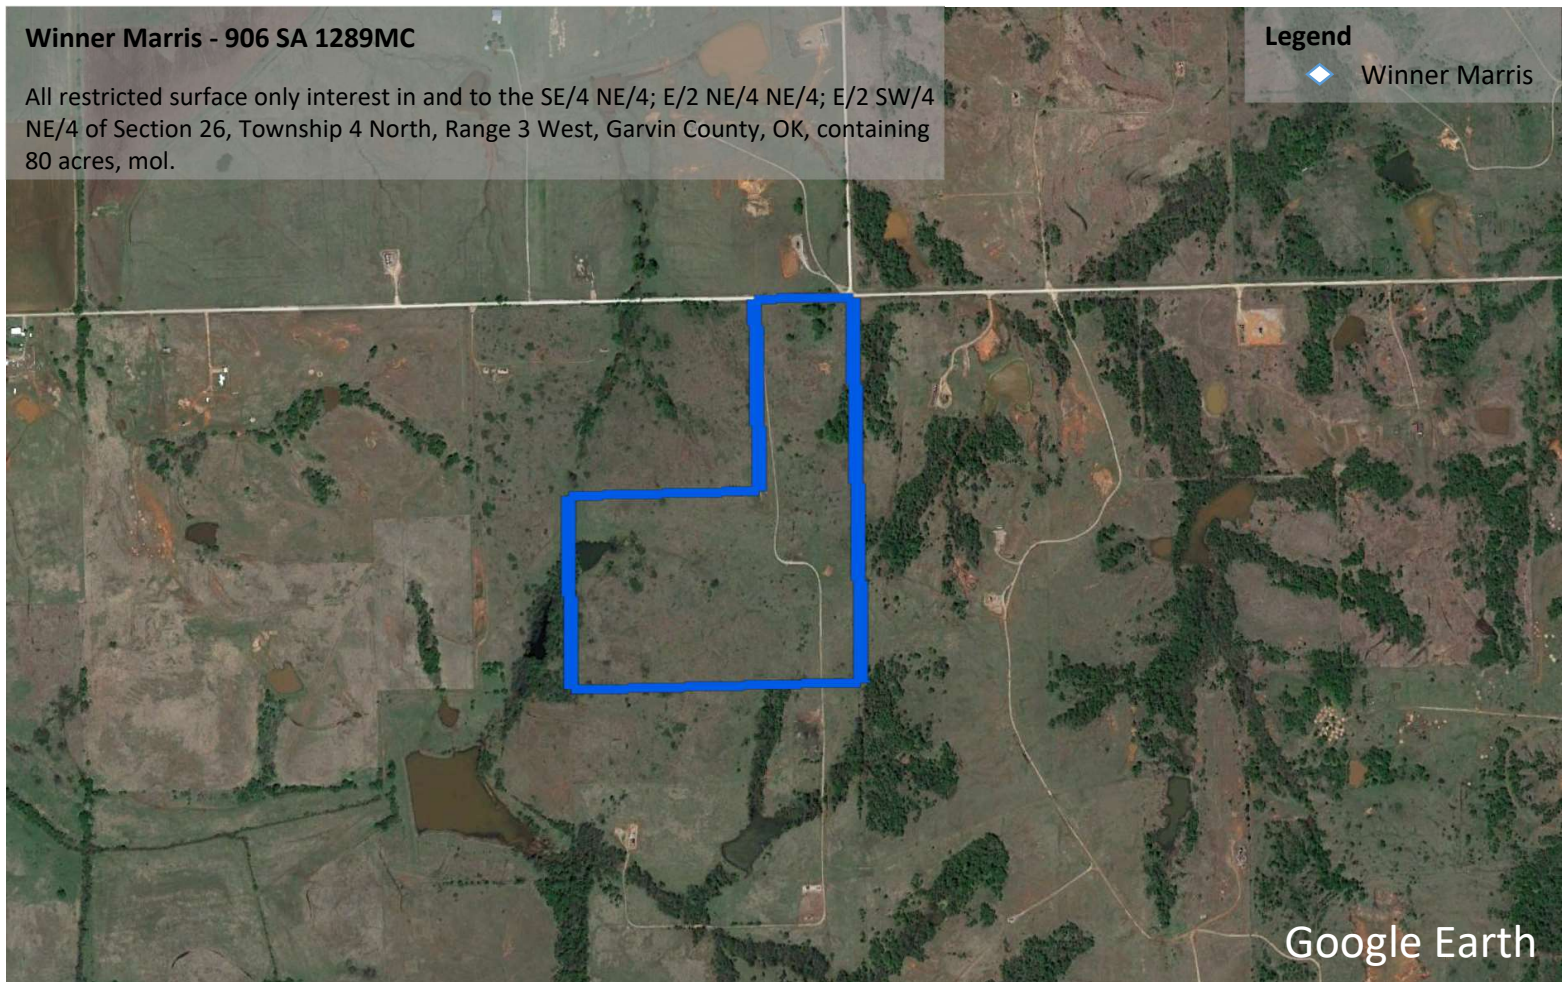 Winner Marris - 906 SA 1289MC
All restricted surface only interest in and to the SE/4 NE/4; E/2 NE/4 NE/4; E/2 SW/4
NE/4 of Section 26, Township 4 North, Range 3 West, Garvin County, OK, containing
80 acres, mol.
Legend
Winner Marris
Google Earth